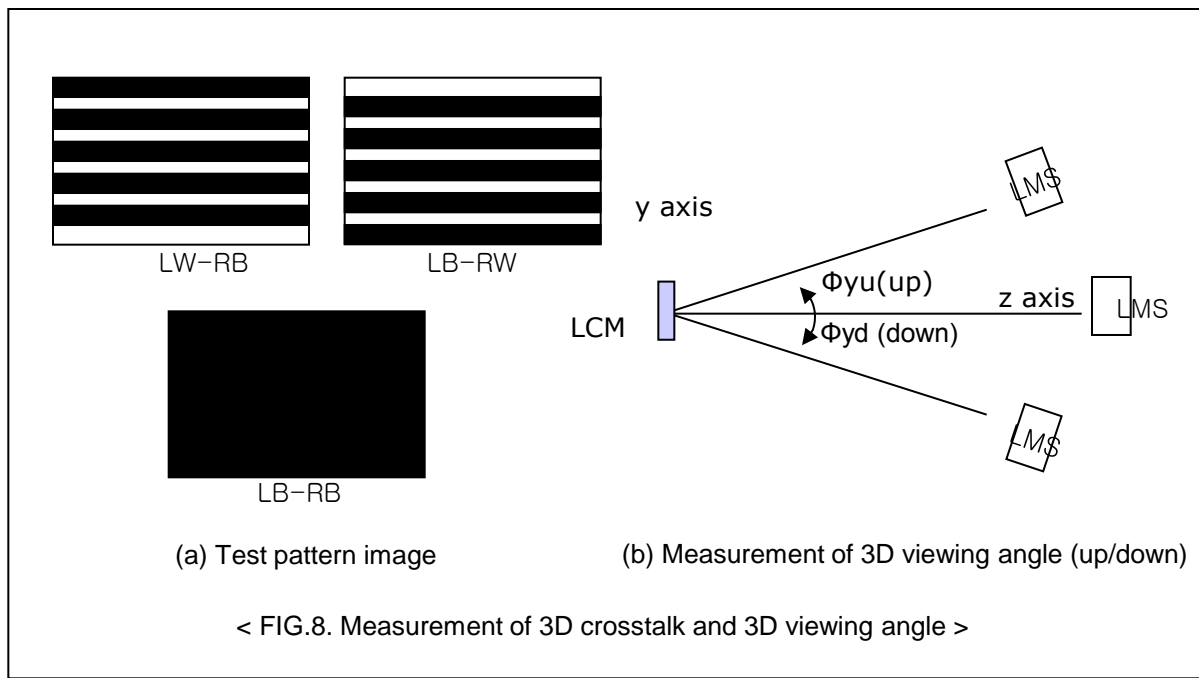 LW-RB
LB-RW
LB-RB
y axis
LMS
Φyu(up)
z axis
LMS
LCM
Φyd (down)
LMS
(a) Test pattern image
(b) Measurement of 3D viewing angle (up/down)
< FIG.8. Measurement of 3D crosstalk and 3D viewing angle >